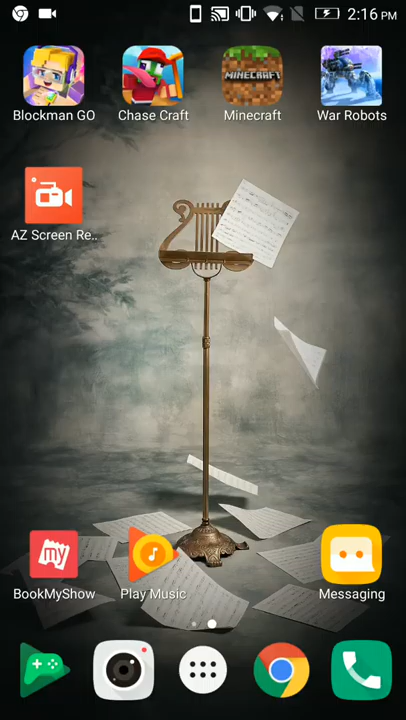 2:16 PM
Blockman GO
Chase Craft
Minecraft
War Robots
MINECRAFT
AZ Screen Re..
my
BookMyShow
Play Music
Messaging